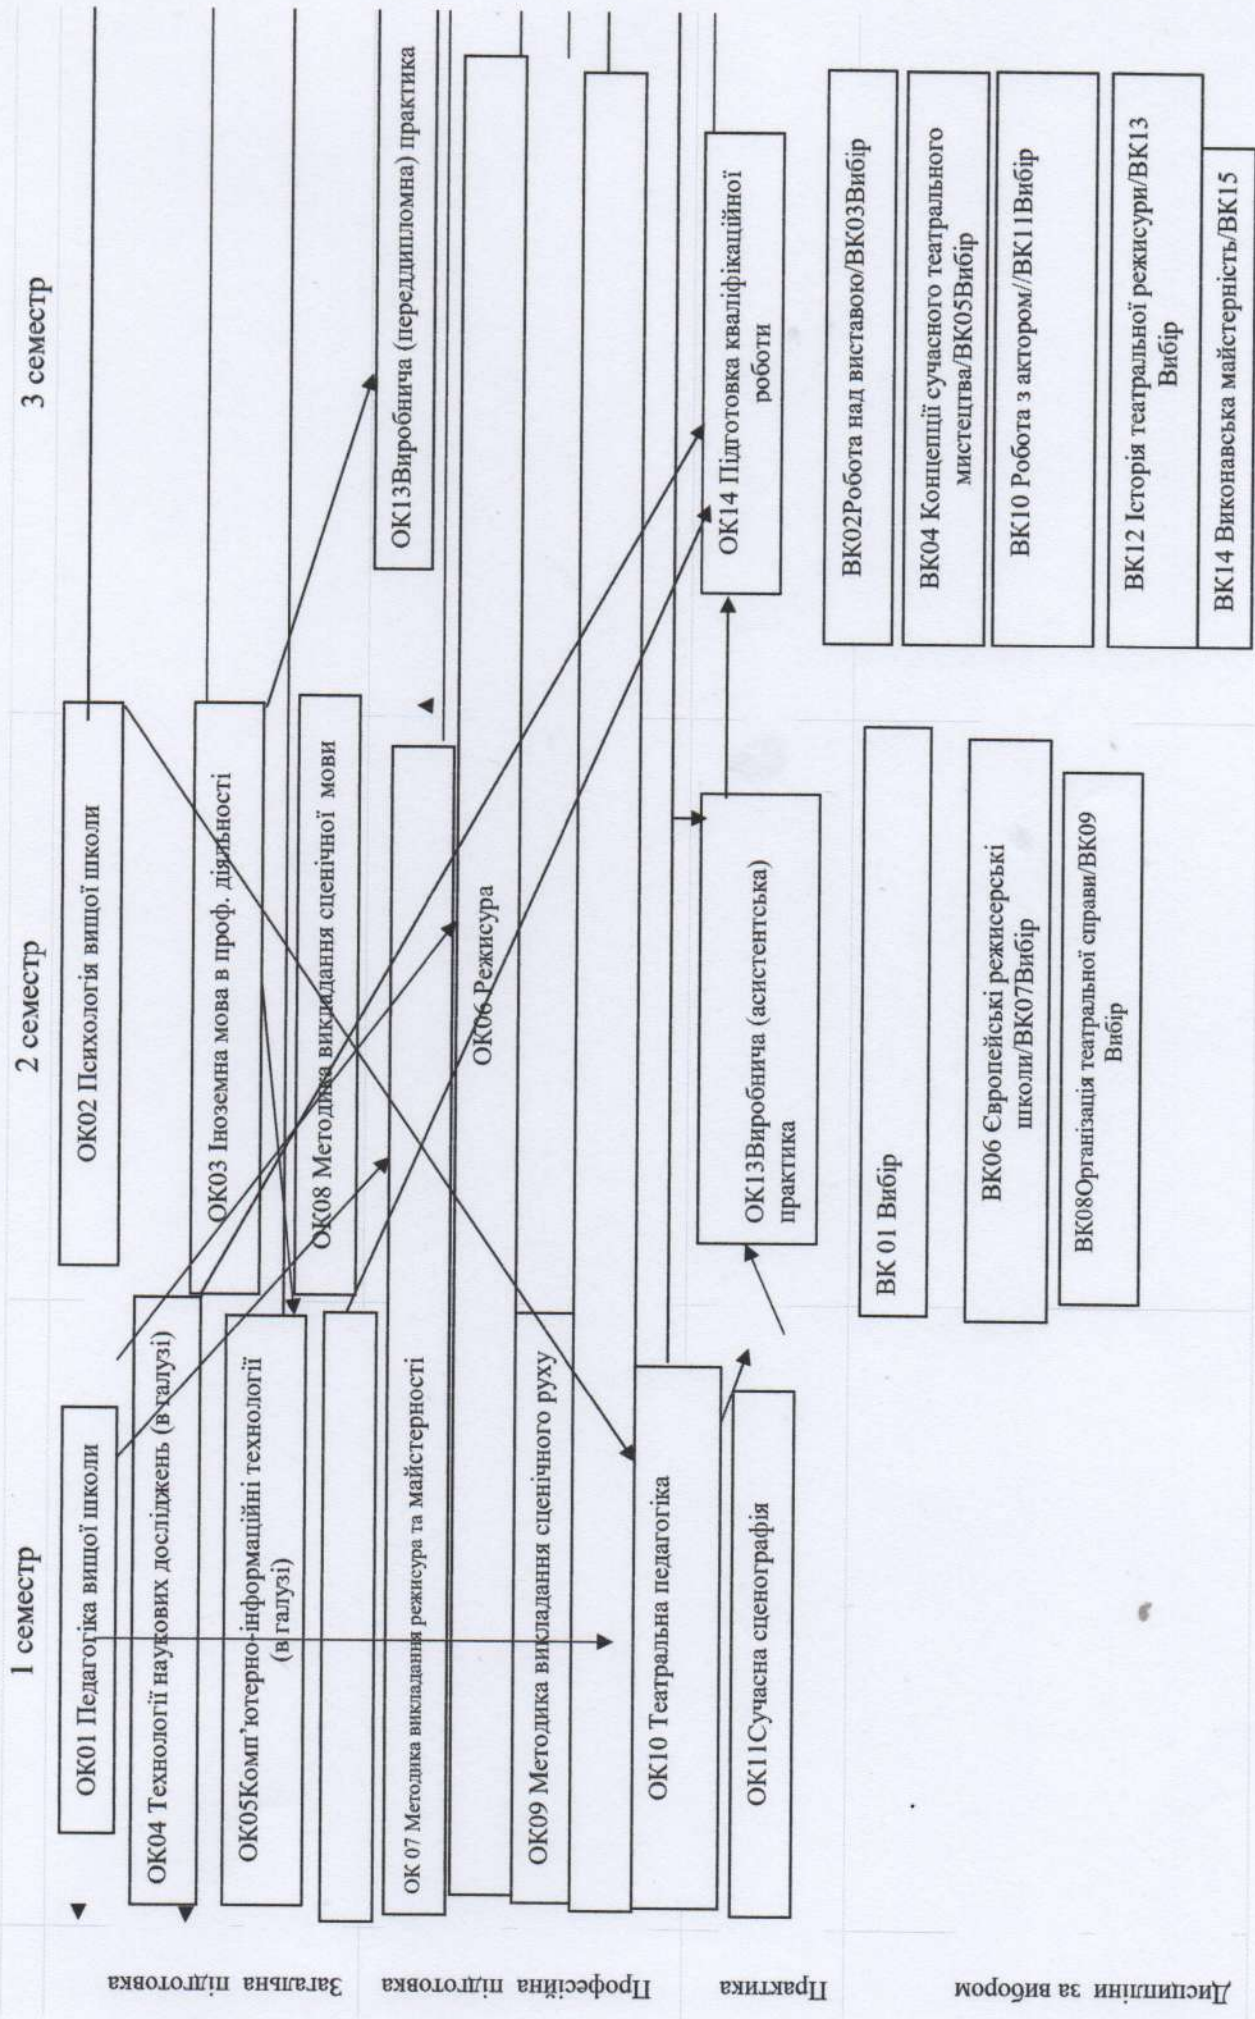 1 семестр
2 семестр
3 семестр
Загальна підготовка
ОК01 Педагогіка вищої школи
ОК02 Психологія вищої школи
ОК04 Технології наукових досліджень (в галузі)
ОК03 Іноземна мова в проф. діяльності
ОК05Комп’ютерно-інформаційні технології
(в галузі)
ОК08 Методика викладання сценічної мови
Професійна підготовка
ОК 07 Методика викладання режисура та майстерності
ОК13Виробнича (передипломна) практика
ОК06 Режисура
ОК09 Методика викладання сценічного руху
ОК10 Театральна педагогіка
Практика
ОК11Сучасна сценографія
ОК13Виробнича (асистентська)
практика
ОК14 Підготовка кваліфікаційної
роботи
Дисципліни за вибором
ВК 01 Вибір
ВК06 Європейські режисерські
школи/ВК07Вибір
ВК08Організація театральної справи/ВК09
Вибір
ВК02Робота над виставою/ВК03Вибір
ВК04 Концепції сучасного театрального
мистецтва/ВК05Вибір
ВК10 Робота з актором//ВК11Вибір
ВК12 Історія театральної режисури/ВК13
Вибір
ВК14 Виконавська майстерність/ВК15